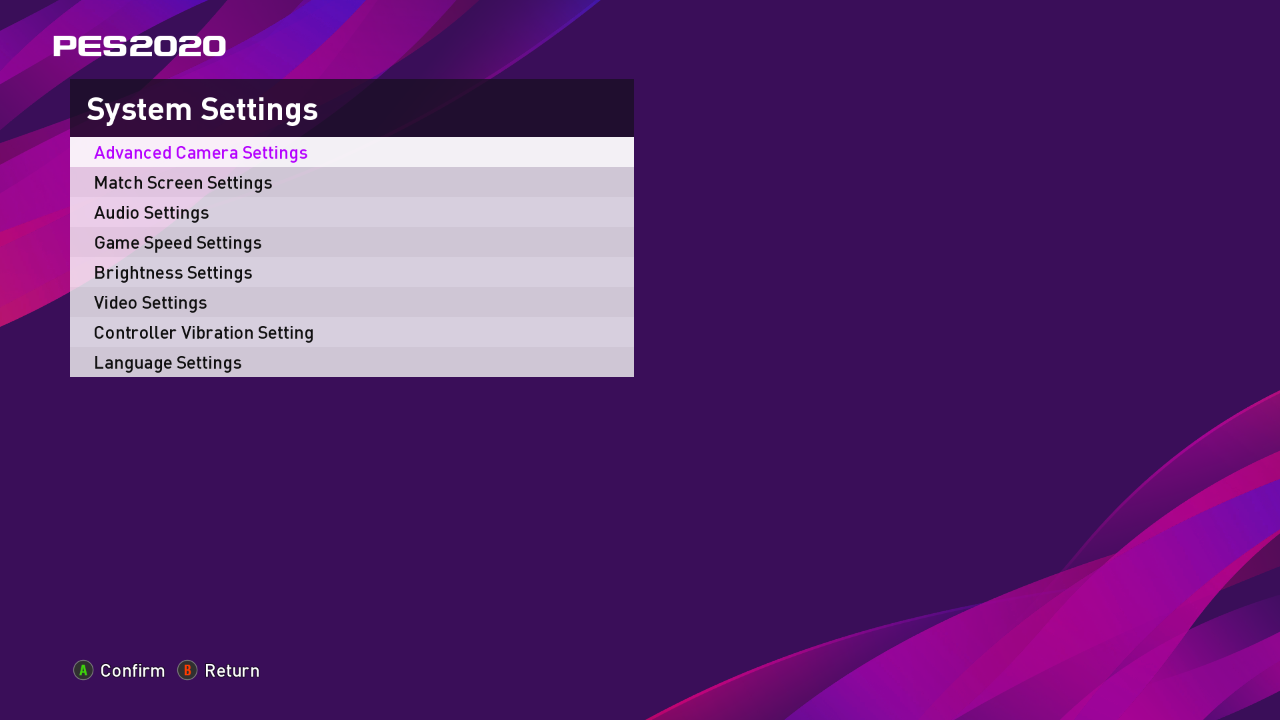 PES2020
System Settings
Advanced Camera Settings
Match Screen Settings
Audio Settings
Game Speed Settings
Brightness Settings
Video Settings
Controller Vibration Setting
Language Settings
A Confirm B Return